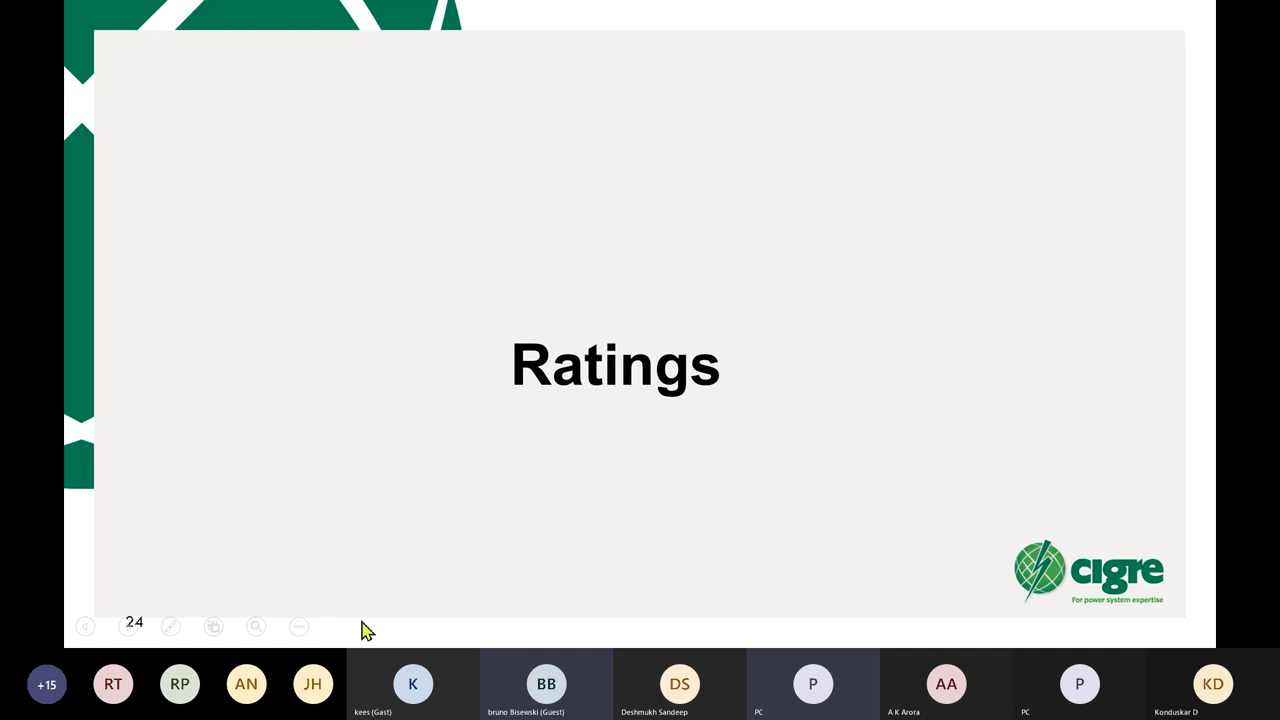 Ratings
cigre
For power system expertise
24
+15
RT
RP
AN
JH
K
BB
DS
P
AA
P
KD
kees (Gast)
bruno Bisewski (Guest)
Deshmukh Sandeep
PC
A K Arora
PC
Konduskar D